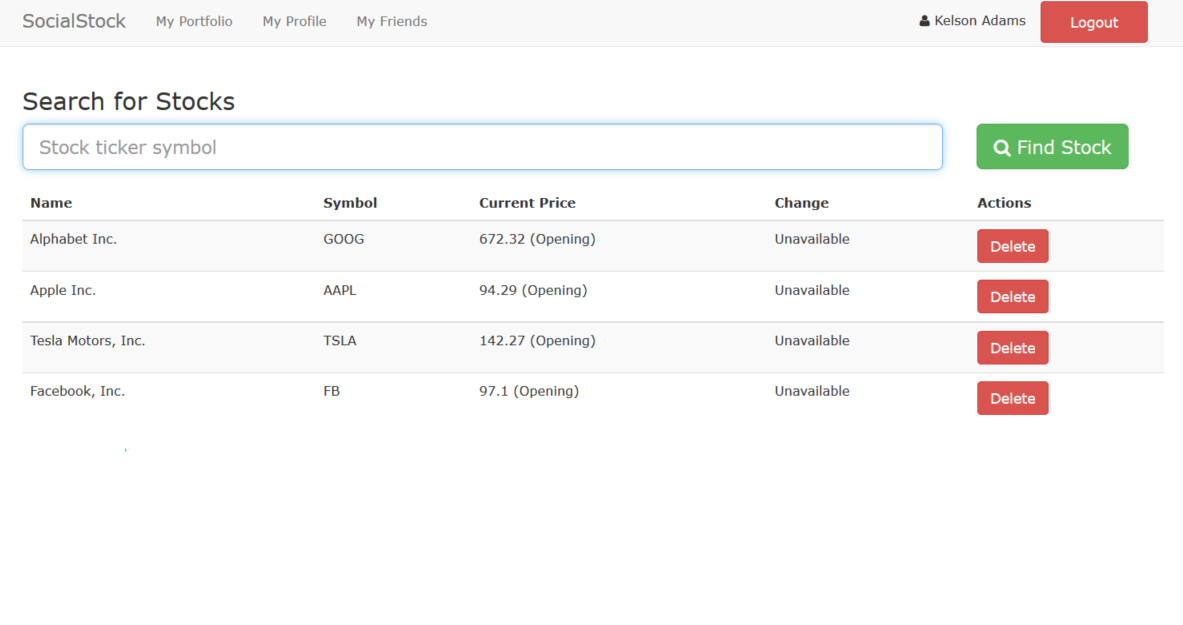 SocialStock My Portfolio My Profile My Friends Kelson Adams Logout
Search for Stocks
Stock ticker symbol Find Stock
Name Symbol Current Price Change Actions
Alphabet Inc. GOOG 672.32 (Opening) Unavailable Delete
Apple Inc. AAPL 94.29 (Opening) Unavailable Delete
Tesla Motors, Inc. TSLA 142.27 (Opening) Unavailable Delete
Facebook, Inc. FB 97.1 (Opening) Unavailable Delete